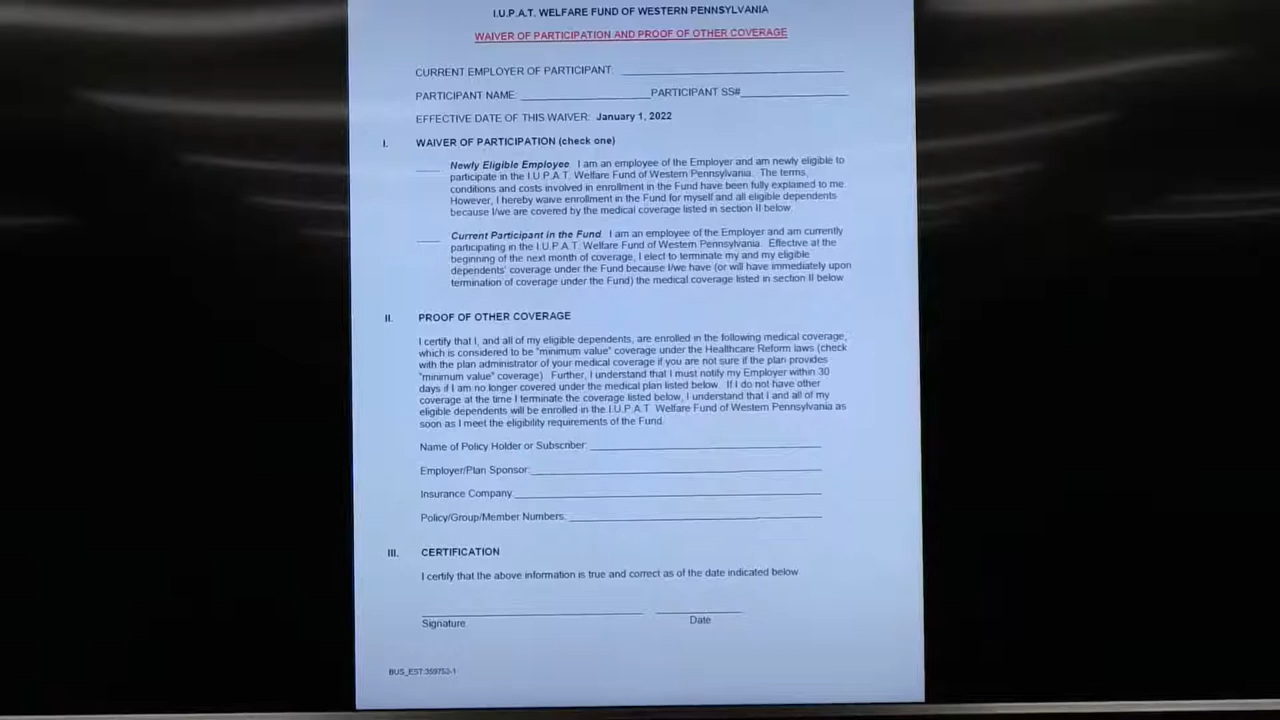 I.U.P.A.T. WELFARE FUND OF WESTERN PENNSYLVANIA
WAIVER OF PARTICIPATION AND PROOF OF OTHER COVERAGE
CURRENT EMPLOYER OF PARTICIPANT:
PARTICIPANT NAME: PARTICIPANT SS#
EFFECTIVE DATE OF THIS WAIVER: January 1, 2022
I. WAIVER OF PARTICIPATION (check one)
Newly Eligible Employee. I am an employee of the Employer and am newly eligible to
participate in the I.U.P.A.T. Welfare Fund of Western Pennsylvania. The terms,
conditions and costs involved in enrollment in the Fund have been fully explained to me.
However, I hereby waive enrollment in the Fund for myself and all eligible dependents
because I/we are covered by the medical coverage listed in section II below.
Current Participant in the Fund. I am an employee of the Employer and am currently
participating in the I.U.P.A.T. Welfare Fund of Western Pennsylvania. Effective at the
beginning of the next month of coverage, I elect to terminate my and my eligible
dependents' coverage under the Fund because I/we have (or will have immediately upon
termination of coverage under the Fund) the medical coverage listed in section II below
II. PROOF OF OTHER COVERAGE
I certify that I, and all of my eligible dependents, are enrolled in the following medical coverage,
which is considered to be "minimum value" coverage under the Healthcare Reform laws (check
with the plan administrator of your medical coverage if you are not sure if the plan provides
"minimum value" coverage). Further, I understand that I must notify my Employer within 30
days if I am no longer covered under the medical plan listed below. If I do not have other
coverage at the time I terminate the coverage listed below, I understand that I and all of my
eligible dependents will be enrolled in the I.U.P.A.T. Welfare Fund of Western Pennsylvania as
soon as I meet the eligibility requirements of the Fund.
Name of Policy Holder or Subscriber:
Employer/Plan Sponsor:
Insurance Company
Policy/Group/Member Numbers:
III. CERTIFICATION
I certify that the above information is true and correct as of the date indicated below
Signature Date
BUS_EST:359753-1